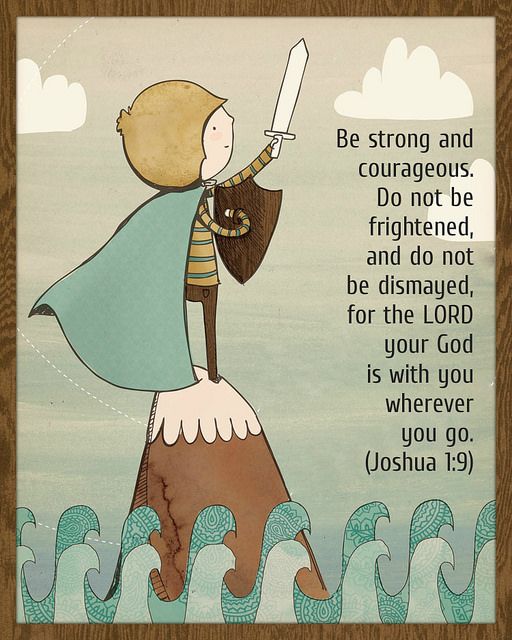 Be strong and
courageous.
Do not be
frightened,
and do not
be dismayed,
for the LORD
your God
is with you
wherever
you go.
(Joshua 1:9)